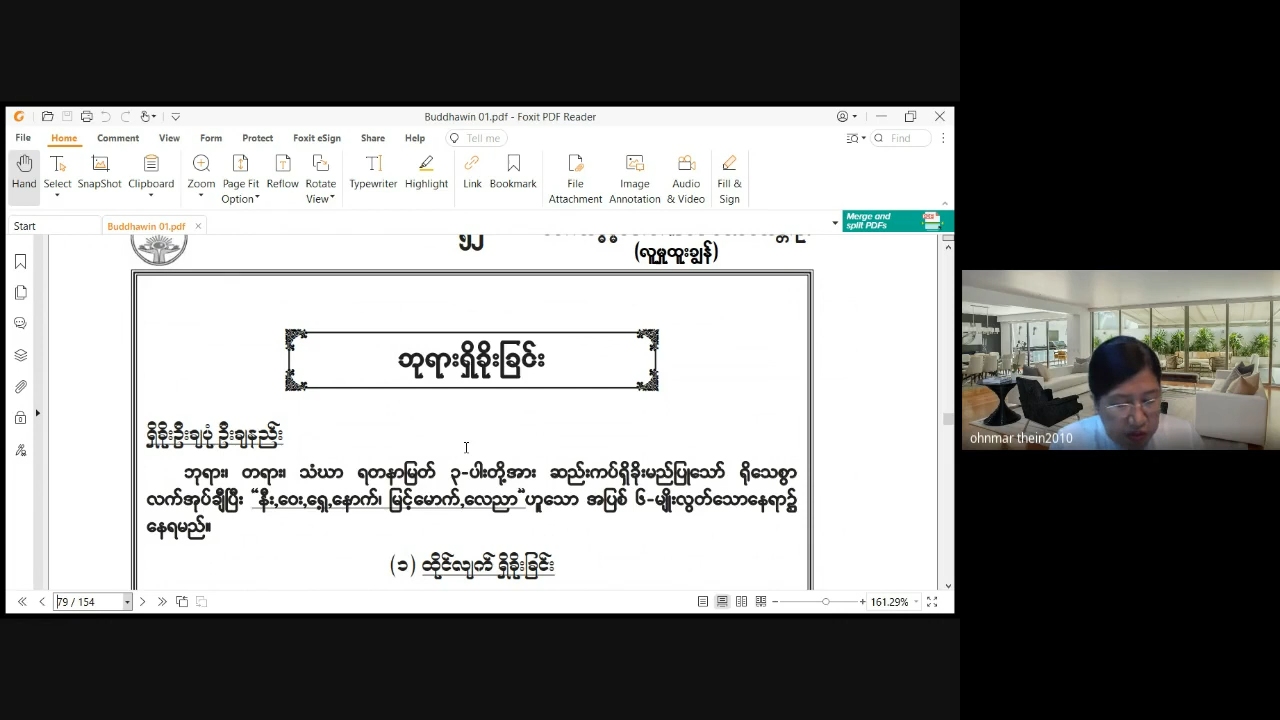 Buddhawin 01.pdf - Foxit PDF Reader
File Home Comment View Form Protect Foxit eSign Share Help Tell me Find
Hand Select SnapShot Clipboard Zoom Page Fit Option Reflow Rotate View Typewriter Highlight Link Bookmark File Attachment Image Annotation Audio & Video Fill & Sign
Start Buddhawin 01.pdf Merge and split PDFs
(လူမှုထူးချွန်)
ဘုရားရှိခိုးခြင်း
ရှိခိုးဦးချပုံ ဦးချနည်း
ဘုရား၊ တရား၊ သံဃာ ရတနာမြတ် ၃-ပါးတို့အား ဆည်းကပ်ရှိခိုးမည်ပြုသော် ရိုသေစွာ
လက်အုပ်ချီပြီး “နီး,ဝေး,ရှေ့,နောက်၊ မြင့်မောက်,လေညာ”ဟူသော အပြစ် ၆-မျိုးလွတ်သောနေရာ၌
နေရမည်။
(၁) ထိုင်လျက် ရှိခိုးခြင်း
79 / 154
161.29%
ohnmar thein2010